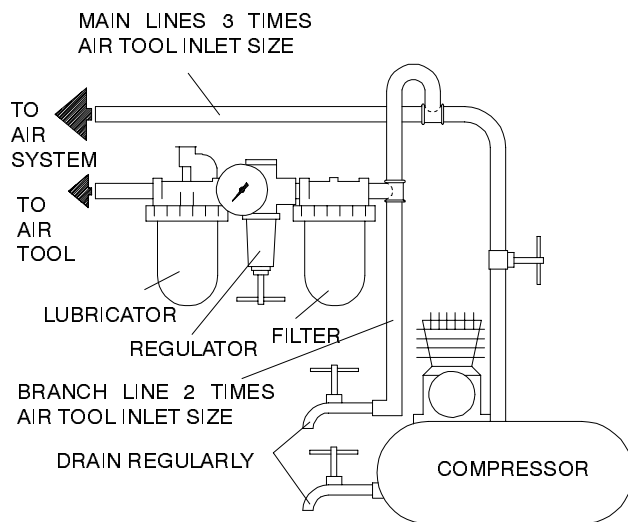 MAIN LINES 3 TIMES
AIR TOOL INLET SIZE
TO
AIR
SYSTEM
TO
AIR
TOOL
LUBRICATOR
REGULATOR
FILTER
BRANCH LINE 2 TIMES
AIR TOOL INLET SIZE
DRAIN REGULARLY
COMPRESSOR